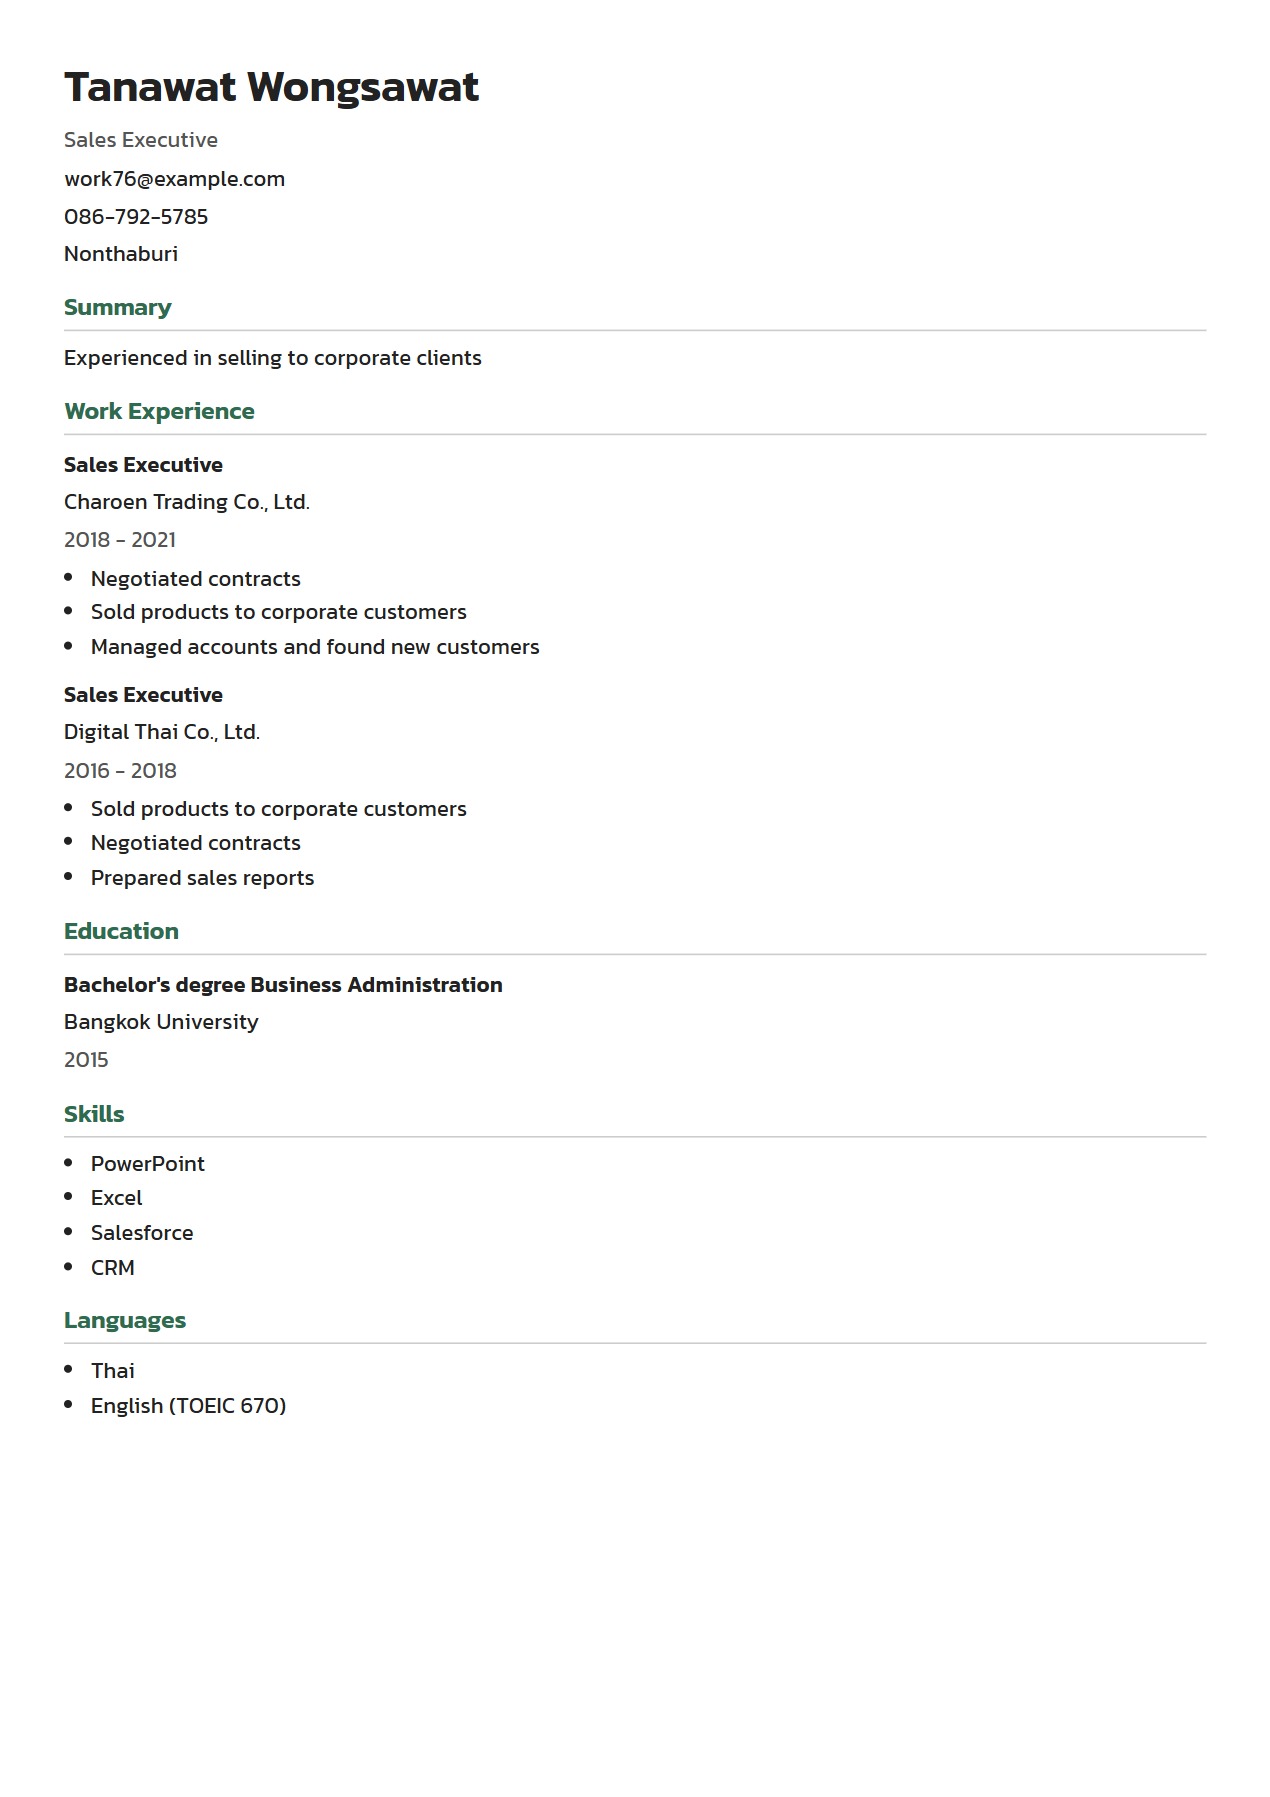 Tanawat Wongsawat
Sales Executive
work76@example.com
086-792-5785
Nonthaburi
Summary
Experienced in selling to corporate clients
Work Experience
Sales Executive
Charoen Trading Co., Ltd.
2018 - 2021
• Negotiated contracts
• Sold products to corporate customers
• Managed accounts and found new customers
Sales Executive
Digital Thai Co., Ltd.
2016 - 2018
• Sold products to corporate customers
• Negotiated contracts
• Prepared sales reports
Education
Bachelor's degree Business Administration
Bangkok University
2015
Skills
• PowerPoint
• Excel
• Salesforce
• CRM
Languages
• Thai
• English (TOEIC 670)